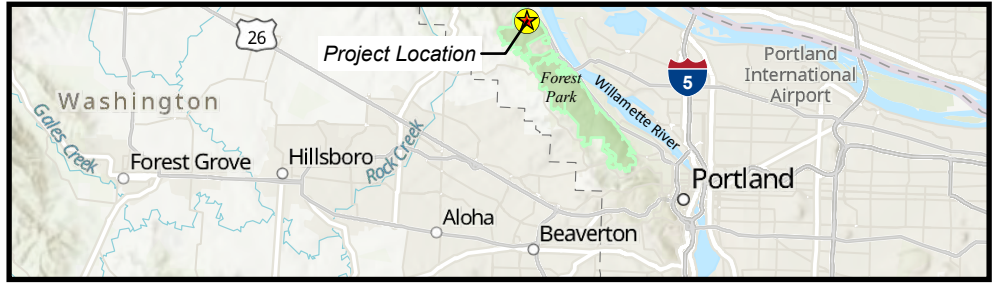 26
Project Location
Portland
International
Airport
5
Forest
Park
Washington
Willamette River
Gales Creek
Rock Creek
Forest Grove
Hillsboro
Portland
Aloha
Beaverton